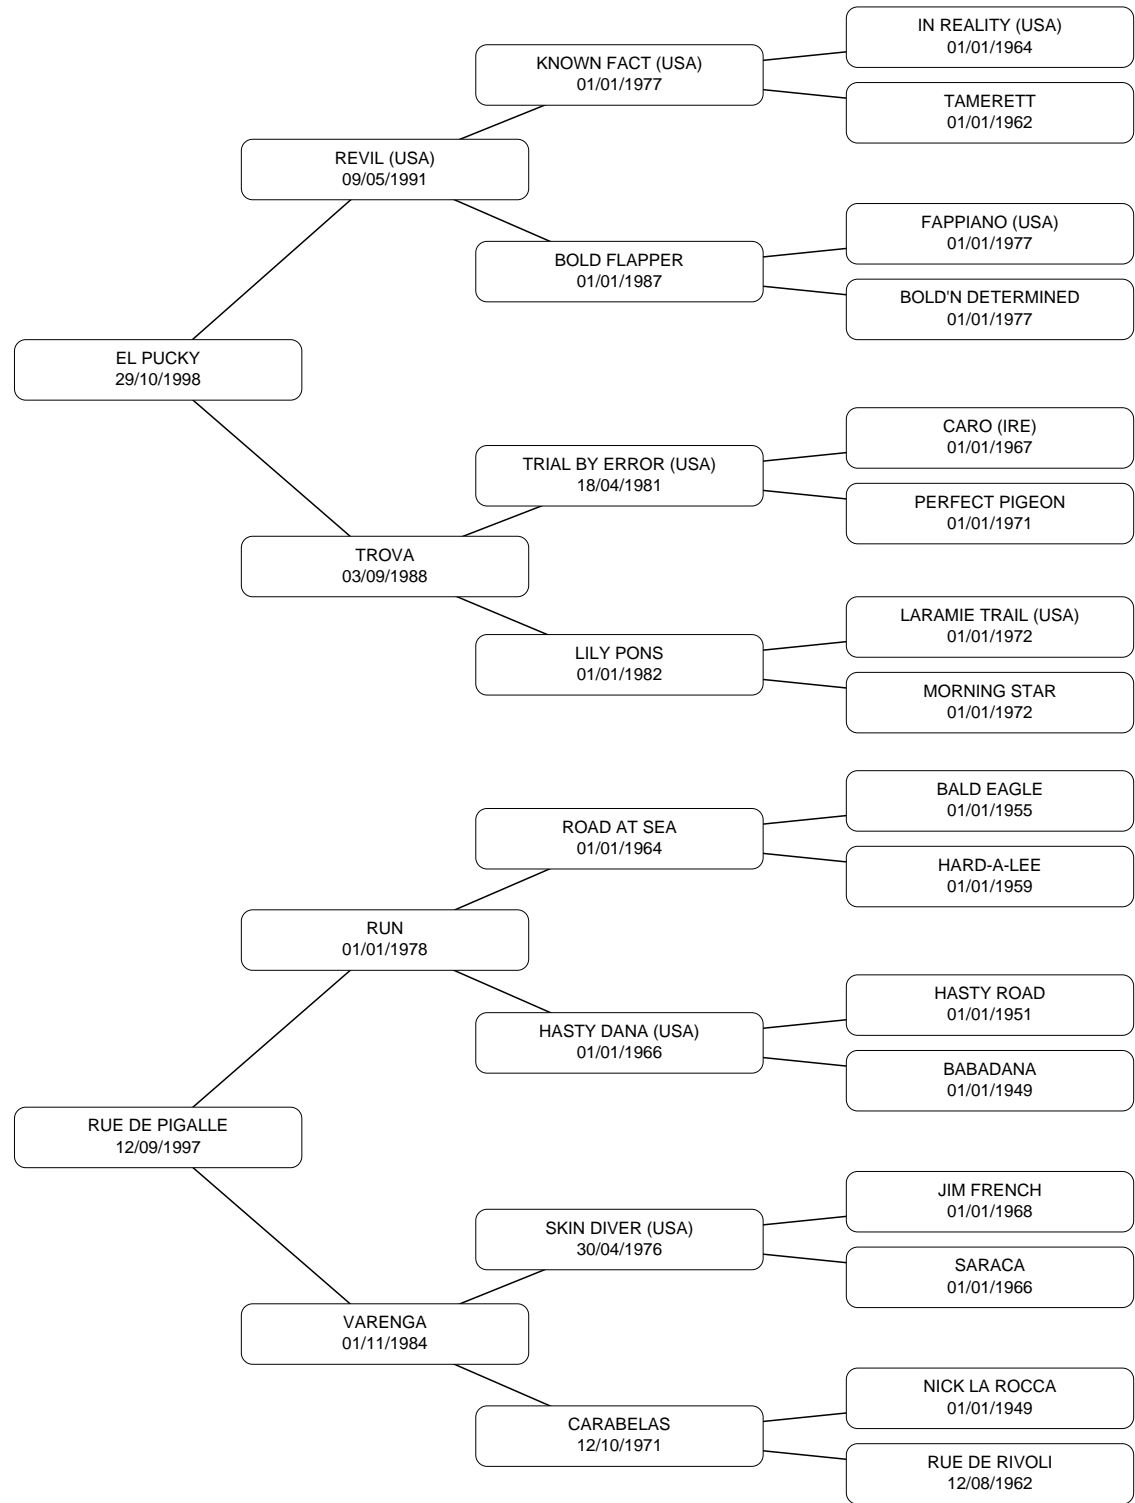 IN REALITY (USA)
01/01/1964
KNOWN FACT (USA)
01/01/1977
TAMERETT
01/01/1962
REVIL (USA)
09/05/1991
FAPPIANO (USA)
01/01/1977
BOLD FLAPPER
01/01/1987
BOLD'N DETERMINED
01/01/1977
EL PUCKY
29/10/1998
CARO (IRE)
01/01/1967
TRIAL BY ERROR (USA)
18/04/1981
PERFECT PIGEON
01/01/1971
TROVA
03/09/1988
LARAMIE TRAIL (USA)
01/01/1972
LILY PONS
01/01/1982
MORNING STAR
01/01/1972
BALD EAGLE
01/01/1955
ROAD AT SEA
01/01/1964
HARD-A-LEE
01/01/1959
RUN
01/01/1978
HASTY ROAD
01/01/1951
HASTY DANA (USA)
01/01/1966
BABADANA
01/01/1949
RUE DE PIGALLE
12/09/1997
JIM FRENCH
01/01/1968
SKIN DIVER (USA)
30/04/1976
SARACA
01/01/1966
VARENGA
01/11/1984
NICK LA ROCCA
01/01/1949
CARABELAS
12/10/1971
RUE DE RIVOLI
12/08/1962